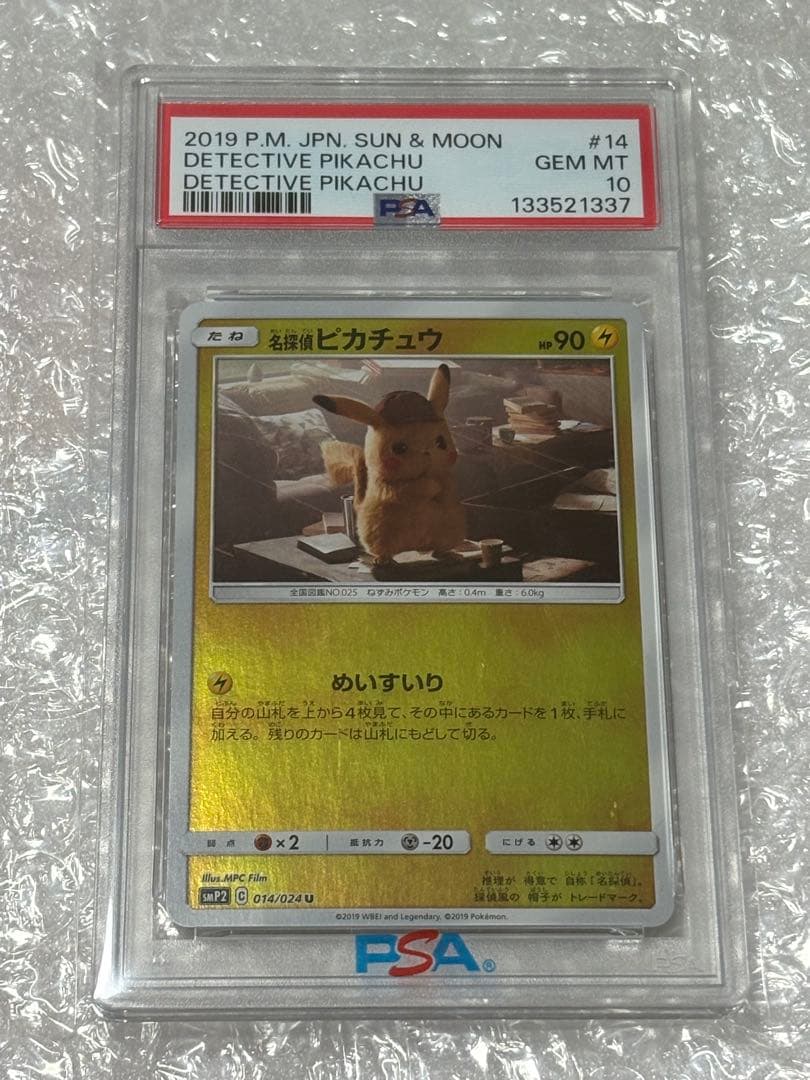 2019 P.M. JPN. SUN & MOON #14
DETECTIVE PIKACHU GEM MT
DETECTIVE PIKACHU 10
PSA 133521337
たね 名探偵ピカチュウ HP90
全国図鑑NO.025 ねずみポケモン 高さ:0.4m 重さ:6.0kg
めいすいり
自分の山札を上から4枚見て、その中にあるカードを1枚、手札に
加える。残りのカードは山札にもどして切る。
弱点 ×2 抵抗力 -20 にげる
Illus.MPC Film
推理が 得意で 自称「名探偵」。
smP2 C 014/024 U
探偵風の 帽子が トレードマーク。
©2019 WBEI and Legendary. ©2019 Pokémon.
PSA®